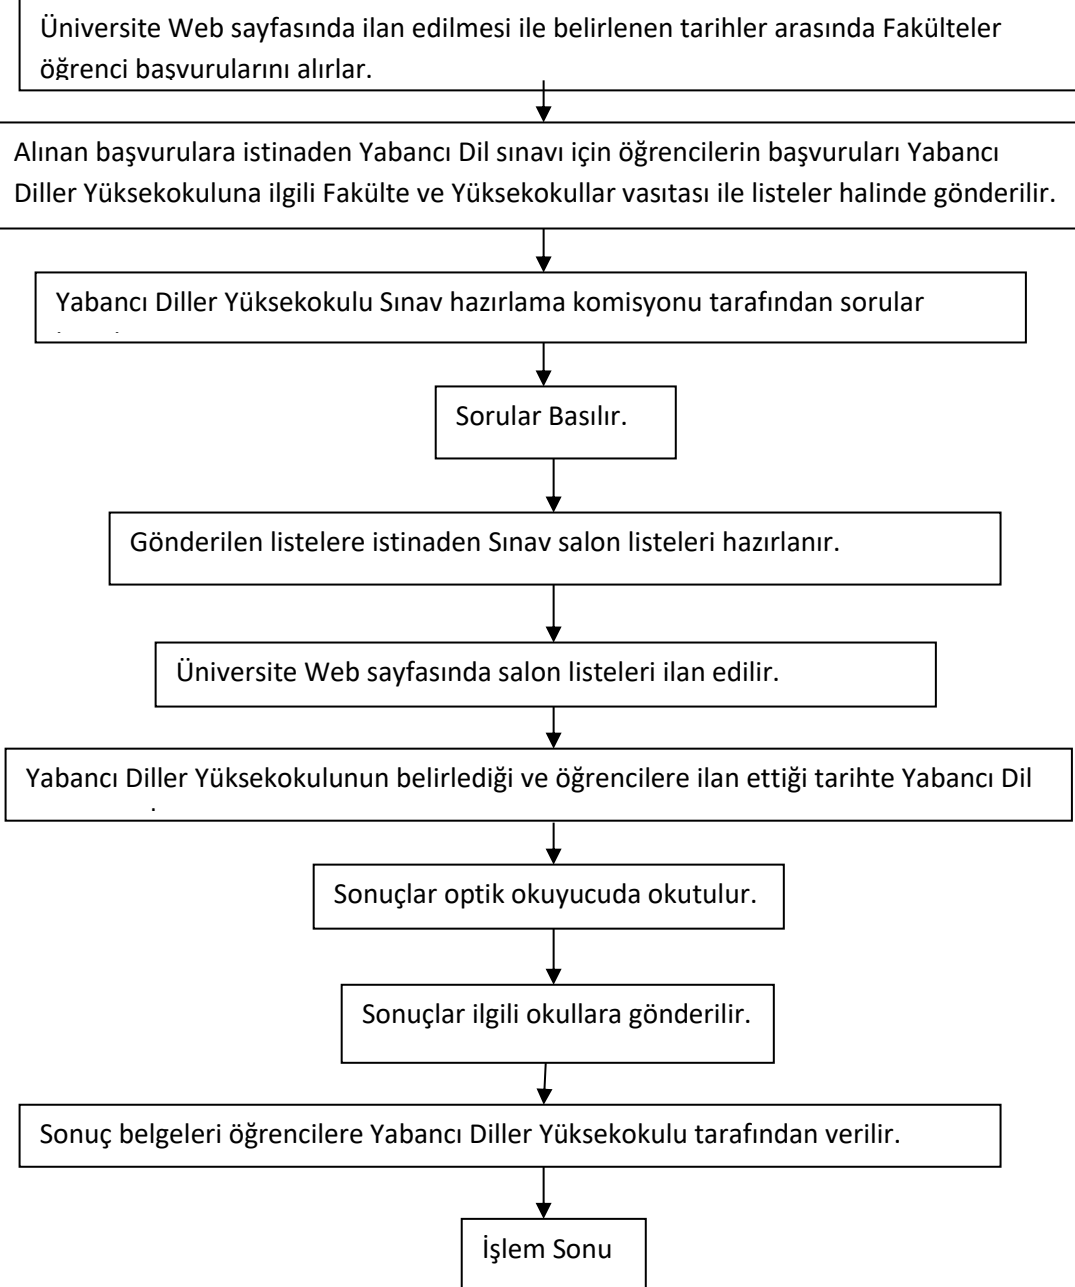 Üniversite Web sayfasında ilan edilmesi ile belirlenen tarihler arasında Fakülteler
öğrenci başvurularını alırlar.
Alınan başvurulara istinaden Yabancı Dil sınavı için öğrencilerin başvuruları Yabancı
Diller Yüksekokuluna ilgili Fakülte ve Yüksekokullar vasıtası ile listeler halinde gönderilir.
Yabancı Diller Yüksekokulu Sınav hazırlama komisyonu tarafından sorular
Sorular Basılır.
Gönderilen listelere istinaden Sınav salon listeleri hazırlanır.
Üniversite Web sayfasında salon listeleri ilan edilir.
Yabancı Diller Yüksekokulunun belirlediği ve öğrencilere ilan ettiği tarihte Yabancı Dil
Sonuçlar optik okuyucuda okutulur.
Sonuçlar ilgili okullara gönderilir.
Sonuç belgeleri öğrencilere Yabancı Diller Yüksekokulu tarafından verilir.
İşlem Sonu